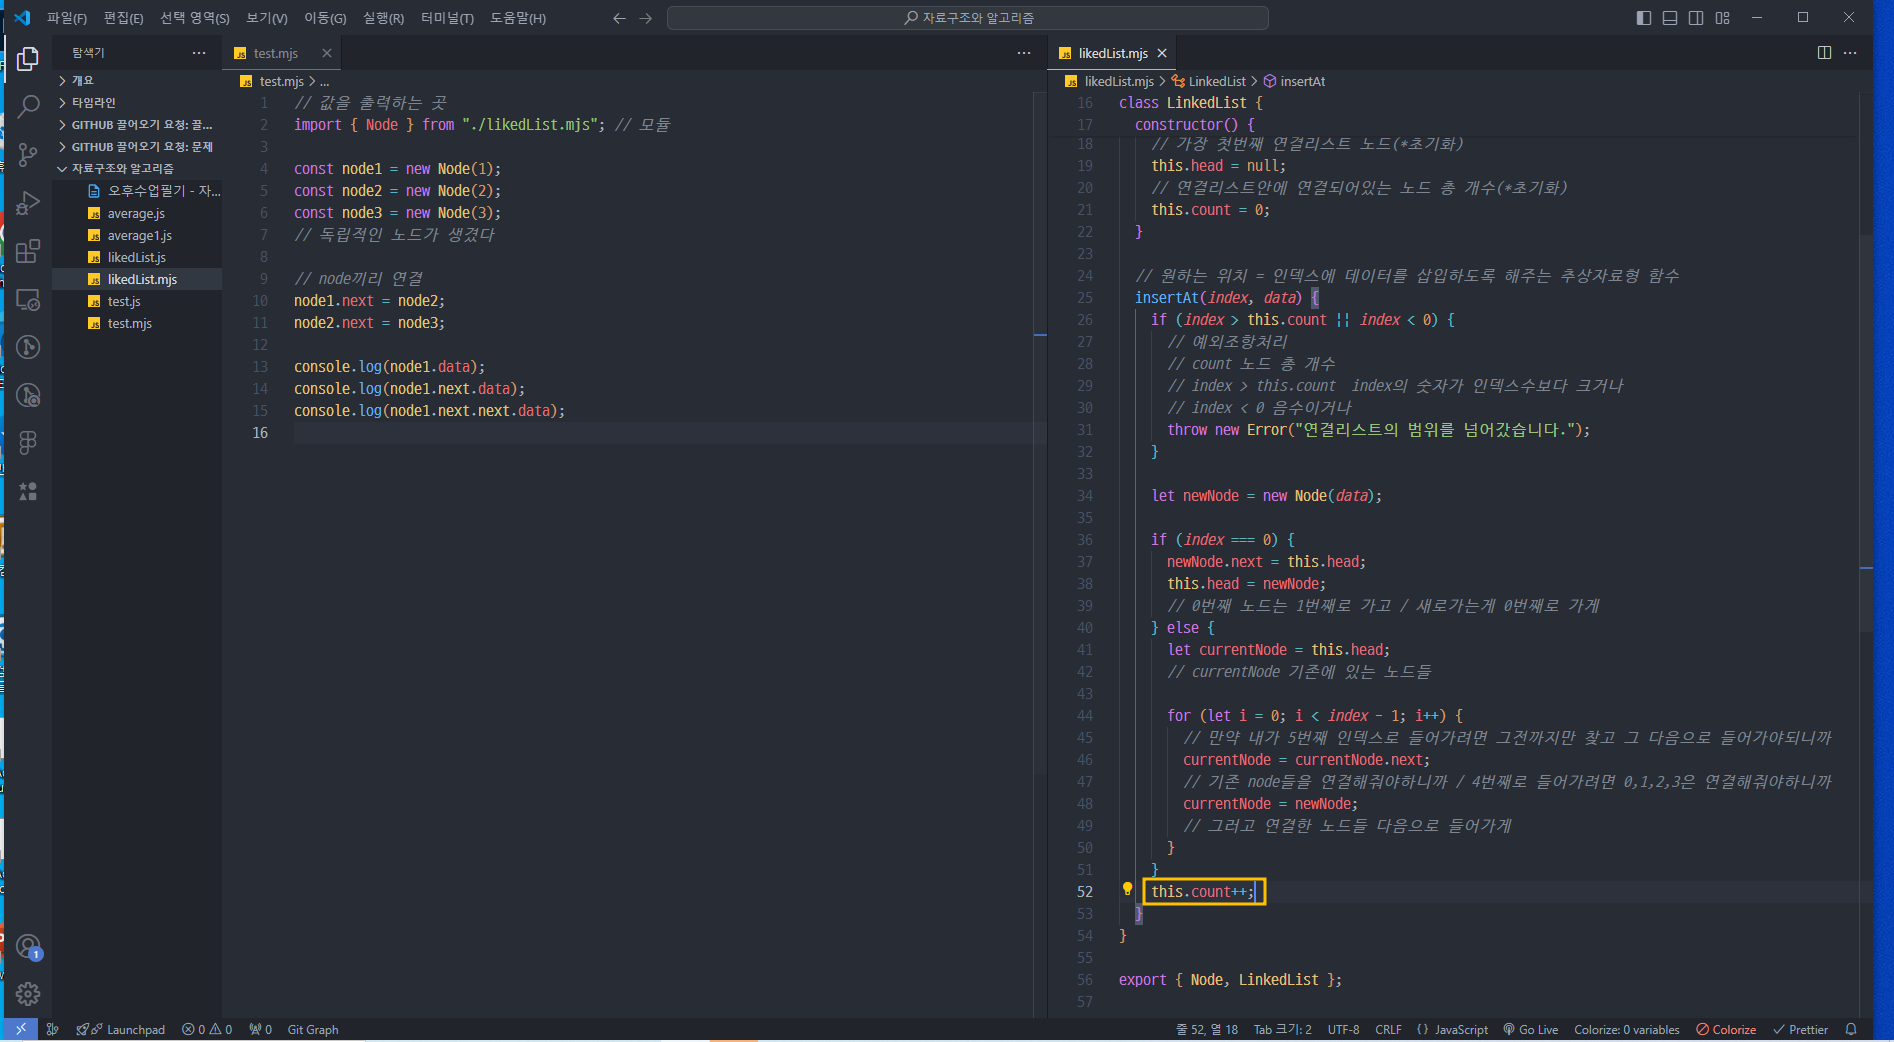 파일(F) 편집(E) 선택 영역(S) 보기(V) 이동(G) 실행(R) 터미널(T) 도움말(H)
자료구조와 알고리즘
탐색기
개요
타임라인
GITHUB 끌어오기 요청: 끌...
GITHUB 끌어오기 요청: 문제
자료구조와 알고리즘
오후수업필기 - 자...
JS average.js
JS average1.js
JS likedList.js
JS likedList.mjs
JS test.js
JS test.mjs
1
JS test.mjs
JS test.mjs > ...
1 // 값을 출력하는 곳
2 import { Node } from "./likedList.mjs"; // 모듈
3
4 const node1 = new Node(1);
5 const node2 = new Node(2);
6 const node3 = new Node(3);
7 // 독립적인 노드가 생겼다
8
9 // node끼리 연결
10 node1.next = node2;
11 node2.next = node3;
12
13 console.log(node1.data);
14 console.log(node1.next.data);
15 console.log(node1.next.next.data);
16
JS likedList.mjs
JS likedList.mjs > LinkedList > insertAt
16 class LinkedList {
17 constructor() {
18 // 가장 첫번째 연결리스트 노드(*초기화)
19 this.head = null;
20 // 연결리스트안에 연결되어있는 노드 총 개수(*초기화)
21 this.count = 0;
22 }
23
24 // 원하는 위치 = 인덱스에 데이터를 삽입하도록 해주는 추상자료형 함수
25 insertAt(index, data) {
26 if (index > this.count || index < 0) {
27 // 예외조항처리
28 // count 노드 총 개수
29 // index > this.count  index의 숫자가 인덱스수보다 크거나
30 // index < 0 음수이거나
31 throw new Error("연결리스트의 범위를 넘어갔습니다.");
32 }
33
34 let newNode = new Node(data);
35
36 if (index === 0) {
37 newNode.next = this.head;
38 this.head = newNode;
39 // 0번째 노드는 1번째로 가고 / 새로가는게 0번째로 가게
40 } else {
41 let currentNode = this.head;
42 // currentNode 기존에 있는 노드들
43
44 for (let i = 0; i < index - 1; i++) {
45 // 만약 내가 5번째 인덱스로 들어가려면 그전까지만 찾고 그 다음으로 들어가야되니까
46 currentNode = currentNode.next;
47 // 기존 node들을 연결해줘야하니까 / 4번째로 들어가려면 0,1,2,3은 연결해줘야하니까
48 currentNode = newNode;
49 // 그러고 연결한 노드들 다음으로 들어가게
50 }
51 }
52 this.count++;
53 }
54 }
55
56 export { Node, LinkedList };
57
Launchpad 0 0 0 Git Graph
줄 52, 열 18 Tab 크기: 2 UTF-8 CRLF {} JavaScript Go Live Colorize: 0 variables Colorize Prettier